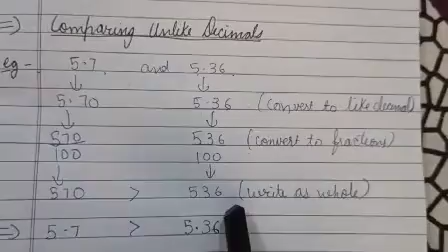 =) Comparing Unlike Decimals
eg - 5.7 and 5.36.
↓ ↓
5.70 5.36 (convert to like decimal)
↓ ↓
570 536 (convert to fraction)
100 100
↓ ↓
570 > 536 (write as whole)
=) 5.7 > 5.36